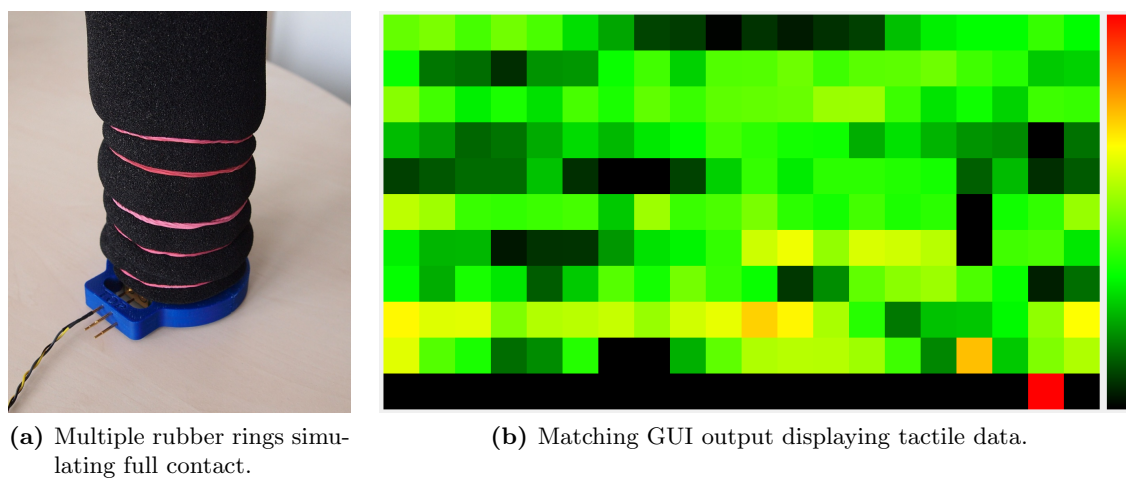 (a) Multiple rubber rings simu-
lating full contact.
(b) Matching GUI output displaying tactile data.